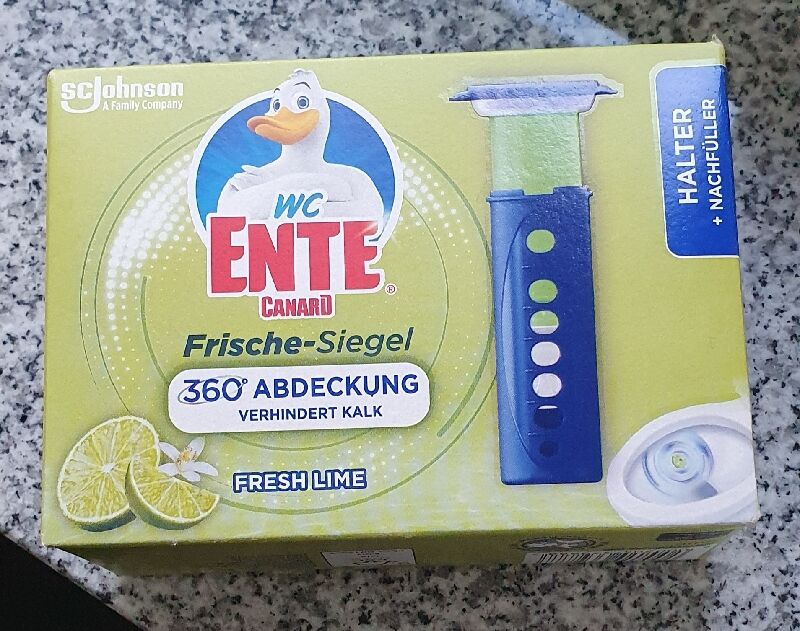 SC Johnson
A Family Company
WC
ENTE
CANARD
®
Frische-Siegel
360° ABDECKUNG
VERHINDERT KALK
FRESH LIME
HALTER
+ NACHFÜLLER